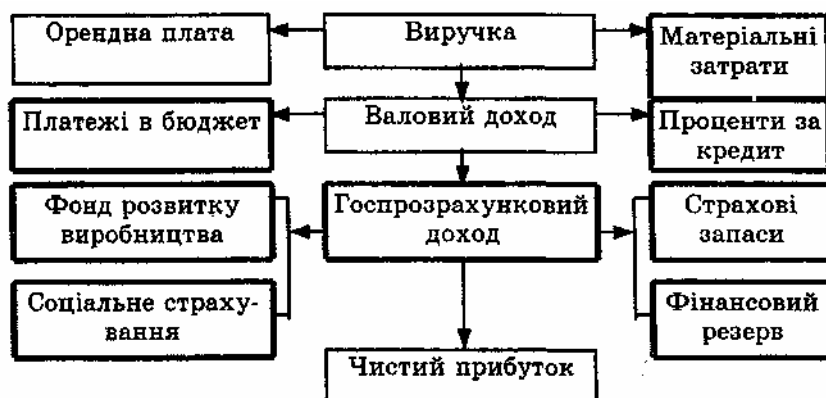 Орендна плата
Виручка
Матеріальні
затрати
Платежі в бюджет
Валовий доход
Проценти за
кредит
Фонд розвитку
виробництва
Госпрозрахунковий
доход
Страхові
запаси
Соціальне страху-
вання
Фінансовий
резерв
Чистий прибуток